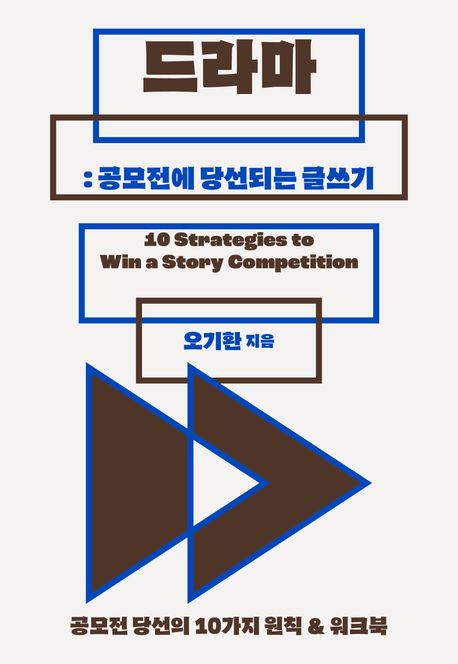 드라마
: 공모전에 당선되는 글쓰기
10 Strategies to
Win a Story Competition
오기환 지음
공모전 당선의 10가지 원칙 & 워크북